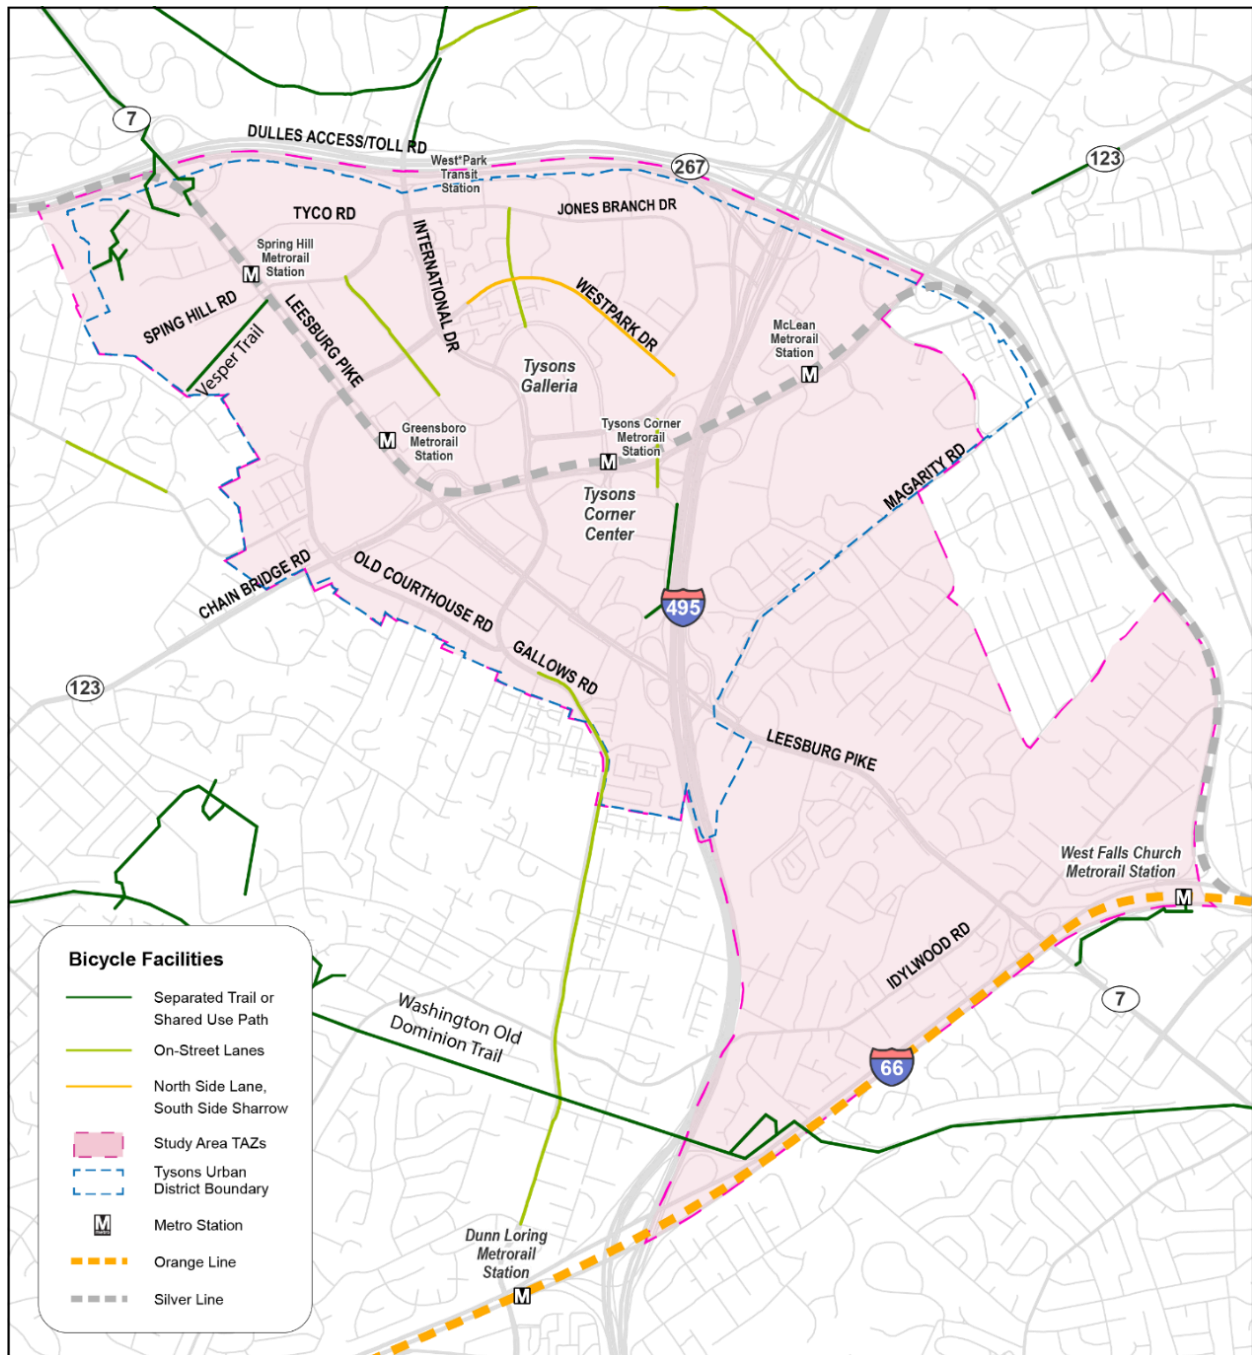 7
DULLES ACCESS/TOLL RD
West*Park
Transit
Station
267
123
TYCO RD
JONES BRANCH DR
INTERNATIONAL DR
Spring Hill
Metrorail
Station
M
SPING HILL RD
LEESBURG PIKE
WESTPARK DR
Vesper Trail
McLean
Metrorail
Station
M
Tysons
Galleria
Greensboro
Metrorail
Station
M
Tysons Corner
Metrorail
Station
M
MAGARITY RD
Tysons
Corner
Center
CHAIN BRIDGE RD
OLD COURTHOUSE RD
495
GALLOWS RD
123
LEESBURG PIKE
West Falls Church
Metrorail Station
M
IDYLWOOD RD
7
Washington Old
Dominion Trail
66
Dunn Loring
Metrorail
Station
M
Bicycle Facilities
Separated Trail or
Shared Use Path
On-Street Lanes
North Side Lane,
South Side Sharrow
Study Area TAZs
Tysons Urban
District Boundary
M
Metro Station
Orange Line
Silver Line